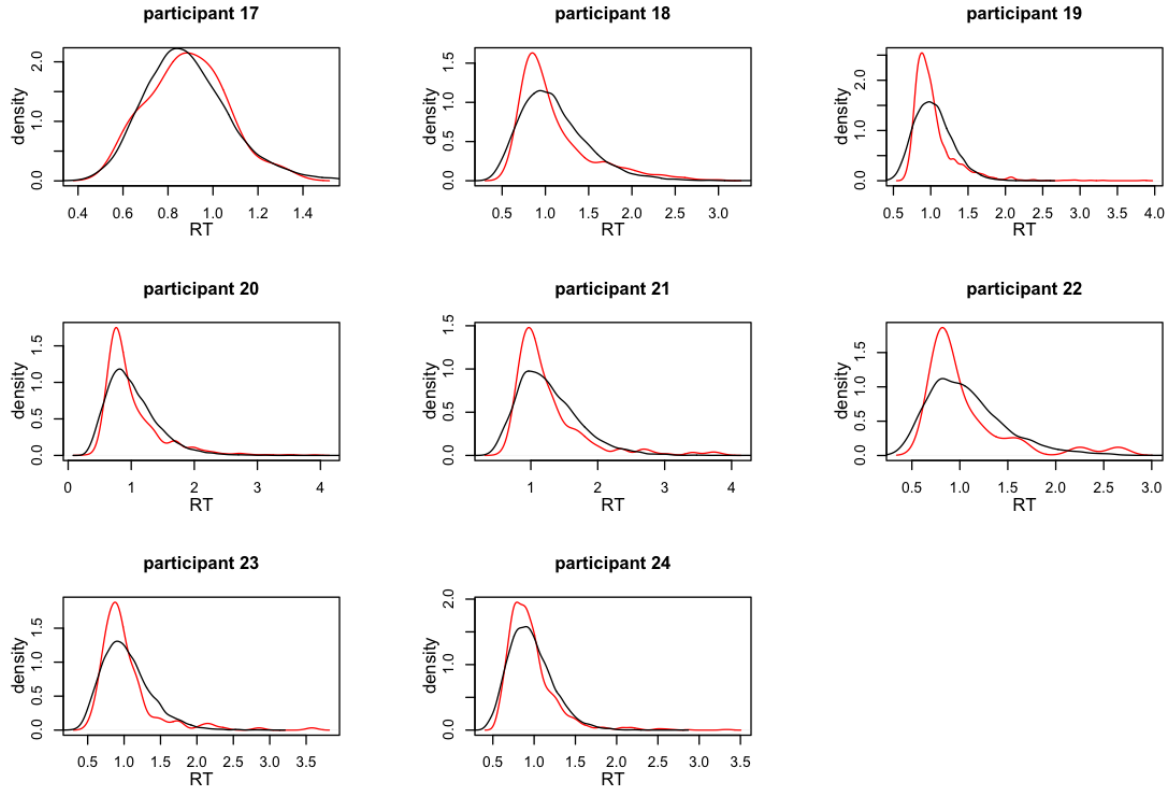 participant 17
density
0.0
1.0
2.0
0.4 0.6 0.8 1.0 1.2 1.4
RT
participant 18
density
0.0
0.5
1.0
1.5
0.5 1.0 1.5 2.0 2.5 3.0
RT
participant 19
density
0.0
1.0
2.0
0.5 1.0 1.5 2.0 2.5 3.0 3.5 4.0
RT
participant 20
density
0.0
0.5
1.0
1.5
0 1 2 3 4
RT
participant 21
density
0.0
0.5
1.0
1.5
1 2 3 4
RT
participant 22
density
0.0
0.5
1.0
1.5
0.5 1.0 1.5 2.0 2.5 3.0
RT
participant 23
density
0.0
0.5
1.0
1.5
0.5 1.0 1.5 2.0 2.5 3.0 3.5
RT
participant 24
density
0.0
1.0
2.0
0.5 1.0 1.5 2.0 2.5 3.0 3.5
RT